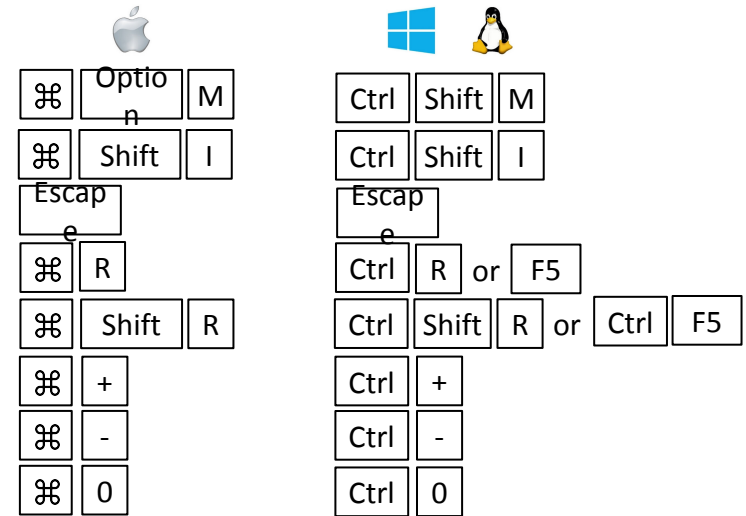 ⌘ Option M Ctrl Shift M
⌘ Shift I Ctrl Shift I
Escape Escape
⌘ R Ctrl R or F5
⌘ Shift R Ctrl Shift R or Ctrl F5
⌘ + Ctrl +
⌘ - Ctrl -
⌘ 0 Ctrl 0